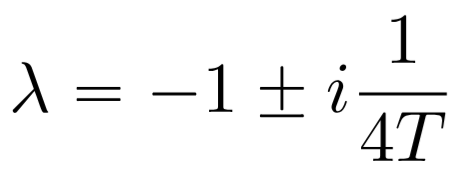 λ = −1 ± i 1/4T